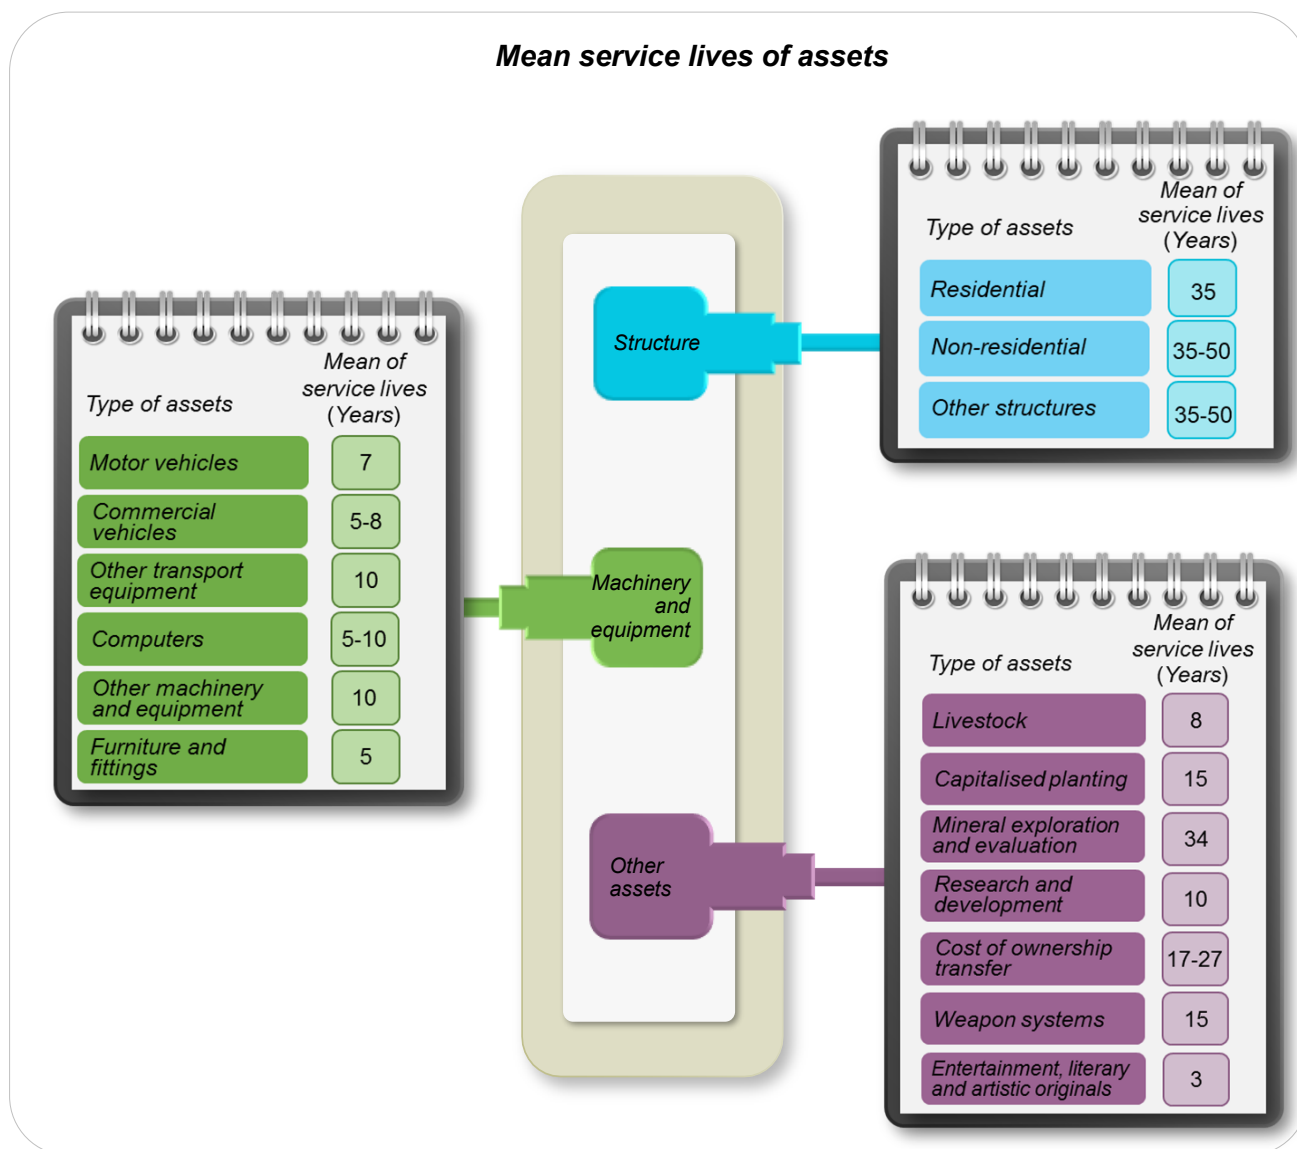 Mean service lives of assets
Structure
Type of assets
Mean of
service lives
(Years)
Residential
35
Non-residential
35-50
Other structures
35-50
Machinery
and
equipment
Type of assets
Mean of
service lives
(Years)
Motor vehicles
7
Commercial
vehicles
5-8
Other transport
equipment
10
Computers
5-10
Other machinery
and equipment
10
Furniture and
fittings
5
Other
assets
Type of assets
Mean of
service lives
(Years)
Livestock
8
Capitalised planting
15
Mineral exploration
and evaluation
34
Research and
development
10
Cost of ownership
transfer
17-27
Weapon systems
15
Entertainment, literary
and artistic originals
3